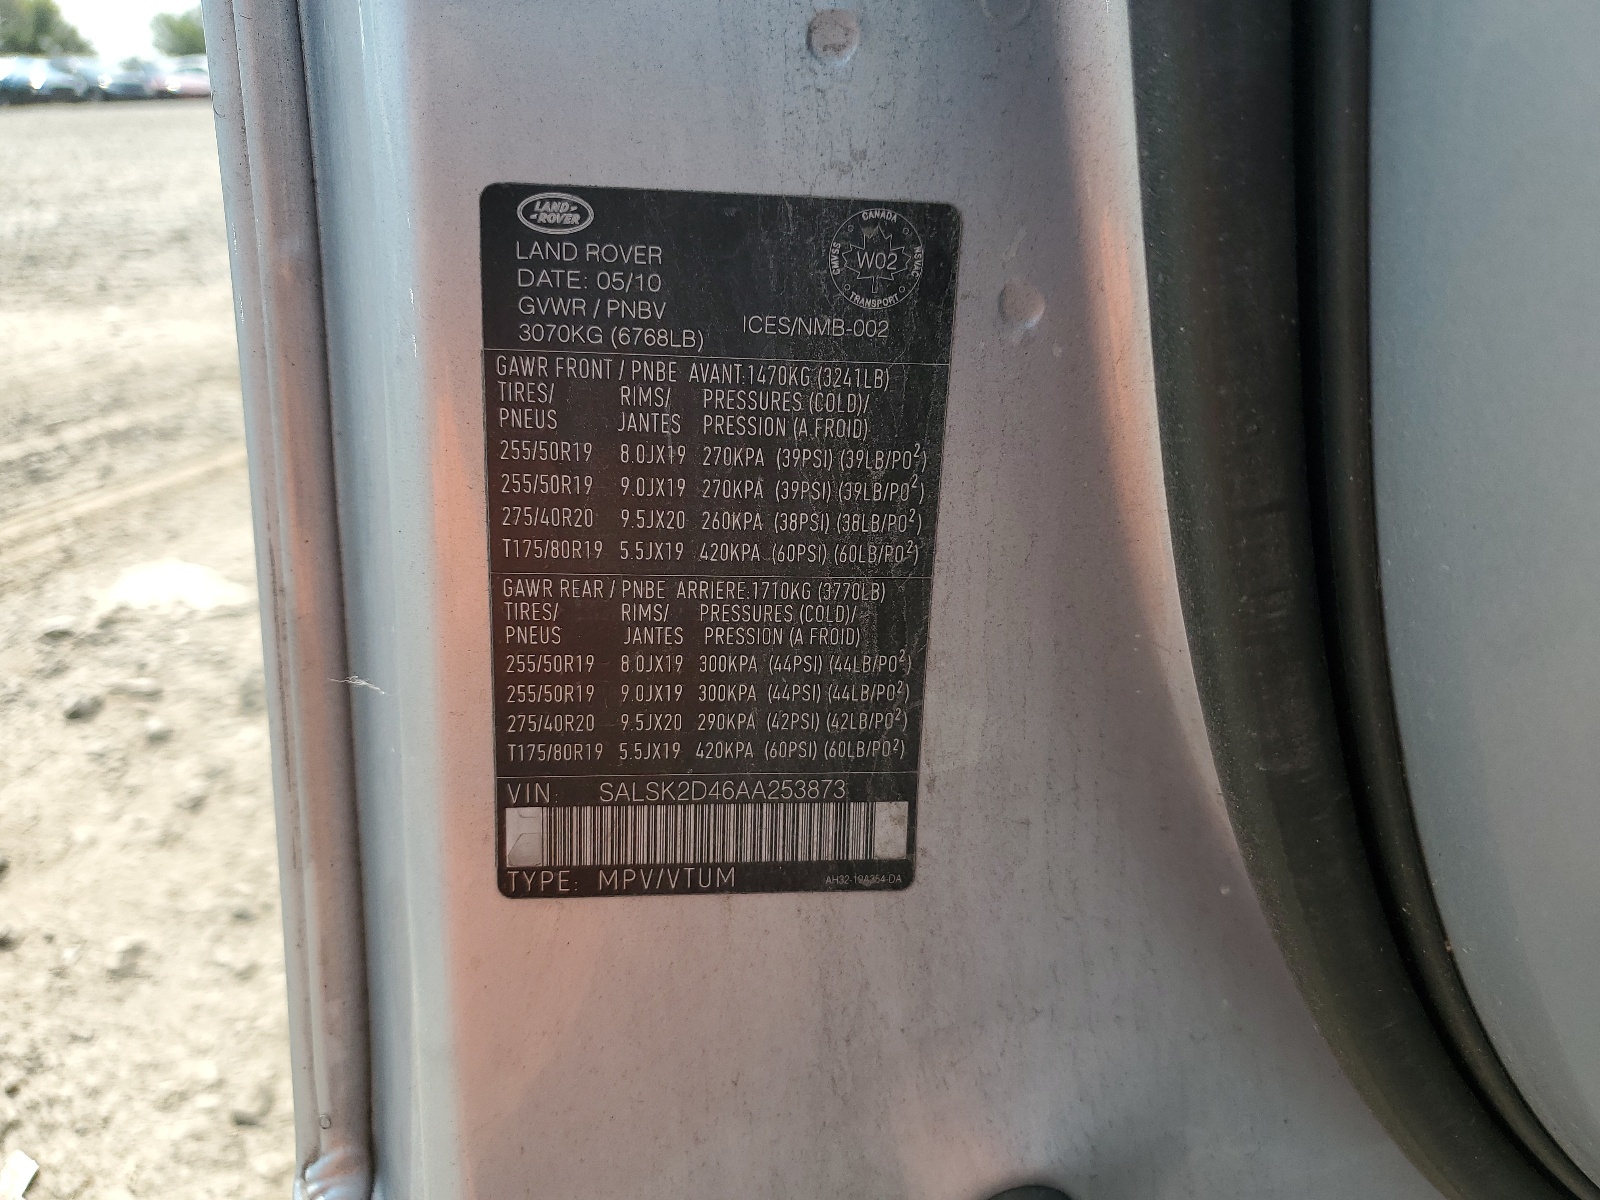 LAND-
-ROVER
LAND ROVER
DATE: 05/10
GVWR / PNBV
3070KG (6768LB)
CANADA
CMVSS
W02
NSVAC
TRANSPORT
ICES/NMB-002
GAWR FRONT / PNBE AVANT:1470KG (3241LB)
TIRES/ RIMS/ PRESSURES (COLD)/
PNEUS JANTES PRESSION (A FROID)
255/50R19 8.0JX19 270KPA (39PSI) (39LB/PO²)
255/50R19 9.0JX19 270KPA (39PSI) (39LB/PO²)
275/40R20 9.5JX20 260KPA (38PSI) (38LB/PO²)
T175/80R19 5.5JX19 420KPA (60PSI) (60LB/PO²)
GAWR REAR / PNBE ARRIERE:1710KG (3770LB)
TIRES/ RIMS/ PRESSURES (COLD)/
PNEUS JANTES PRESSION (A FROID)
255/50R19 8.0JX19 300KPA (44PSI) (44LB/PO²)
255/50R19 9.0JX19 300KPA (44PSI) (44LB/PO²)
275/40R20 9.5JX20 290KPA (42PSI) (42LB/PO²)
T175/80R19 5.5JX19 420KPA (60PSI) (60LB/PO²)
VIN: SALSK2D46AA253873
TYPE: MPV/VTUM
AH32-19A364-DA